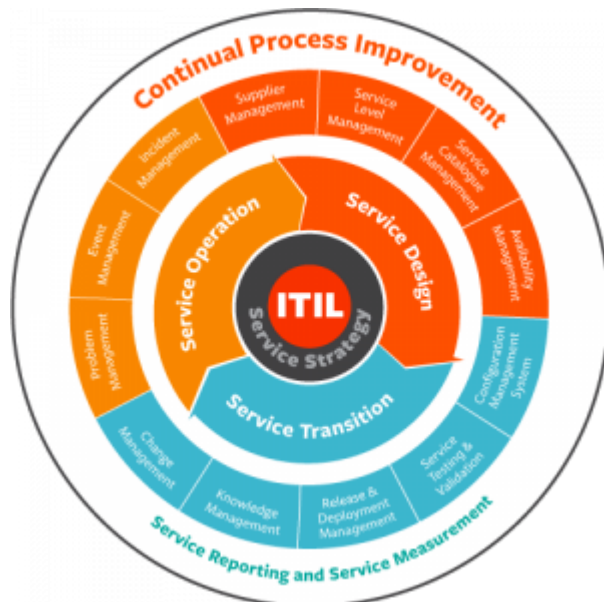 Continual Process Improvement
Supplier
Management
Service
Level
Management
Service
Catalogue
Management
Availability
Management
Configuration
Management
System
Service
Testing &
Validation
Release &
Deployment
Management
Knowledge
Management
Change
Management
Problem
Management
Event
Management
Incident
Management
Service Operation
Service Design
Service Transition
ITIL
Service Strategy
Service Reporting and Service Measurement